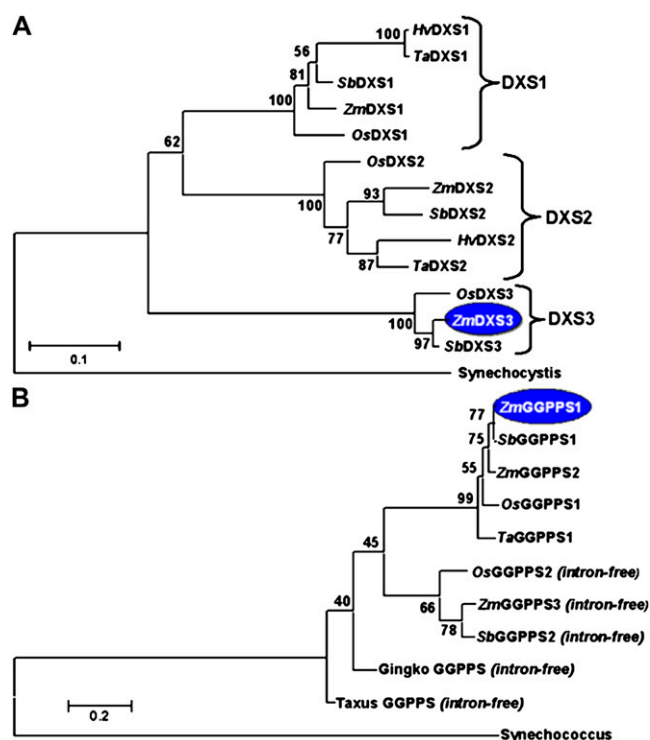 A
100
HvDXS1
TaDXS1
56
81
SbDXS1
DXS1
100
ZmDXS1
OsDXS1
62
OsDXS2
100
93
ZmDXS2
SbDXS2
DXS2
77
HvDXS2
87
TaDXS2
OsDXS3
100
ZmDXS3
DXS3
97
SbDXS3
0.1
Synechocystis
B
77
ZmGGPPS1
75
SbGGPPS1
55
ZmGGPPS2
99
OsGGPPS1
TaGGPPS1
45
OsGGPPS2 (intron-free)
40
66
ZmGGPPS3 (intron-free)
78
SbGGPPS2 (intron-free)
Gingko GGPPS (intron-free)
0.2
Taxus GGPPS (intron-free)
Synechococcus